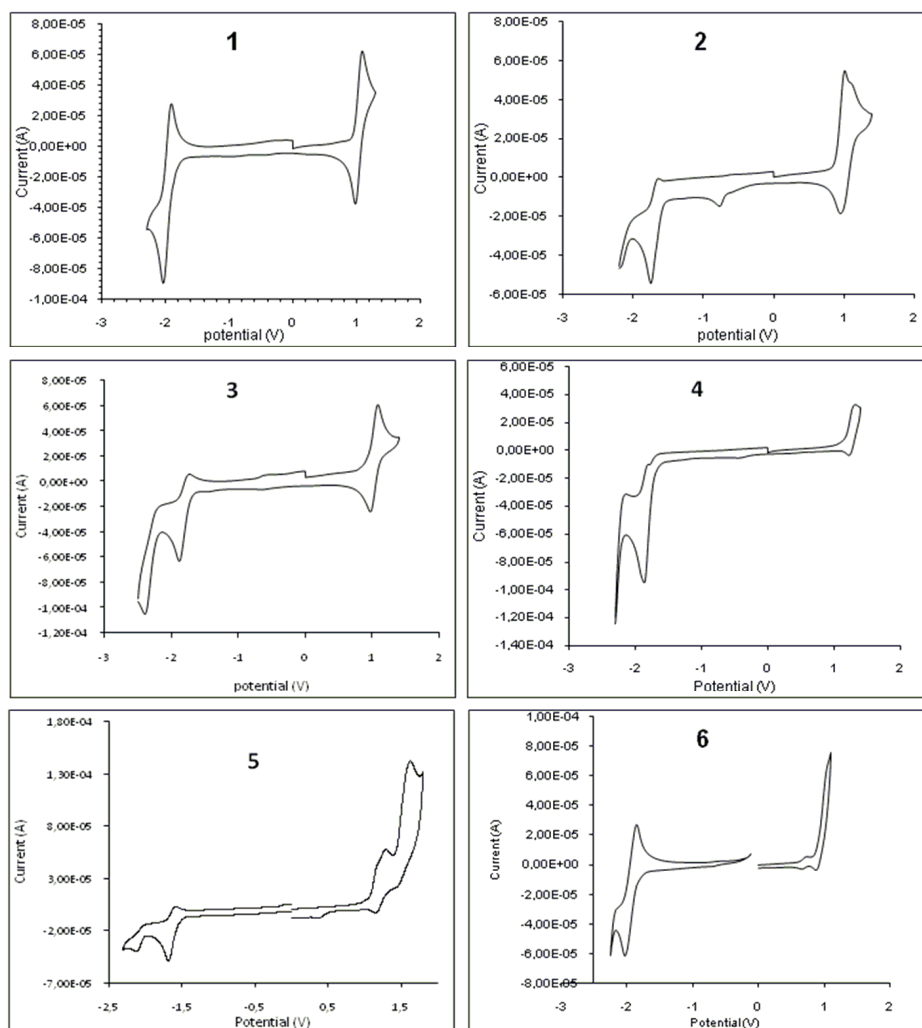 1
8,00E-05
6,00E-05
4,00E-05
2,00E-05
0,00E+00
-2,00E-05
-4,00E-05
-6,00E-05
-8,00E-05
-1,00E-04
Current (A)
-3 -2 -1 0 1 2
potential (V)
2
8,00E-05
6,00E-05
4,00E-05
2,00E-05
0,00E+00
-2,00E-05
-4,00E-05
-6,00E-05
Current (A)
-3 -2 -1 0 1 2
potential (V)
3
8,00E-05
6,00E-05
4,00E-05
2,00E-05
0,00E+00
-2,00E-05
-4,00E-05
-6,00E-05
-8,00E-05
-1,00E-04
-1,20E-04
Current (A)
-3 -2 -1 0 1 2
potential (V)
4
6,00E-05
4,00E-05
2,00E-05
0,00E+00
-2,00E-05
-4,00E-05
-6,00E-05
-8,00E-05
-1,00E-04
-1,20E-04
-1,40E-04
Current (A)
-3 -2 -1 0 1 2
Potential (V)
5
1,80E-04
1,30E-04
8,00E-05
3,00E-05
-2,00E-05
-7,00E-05
Current (A)
-2,5 -1,5 -0,5 0,5 1,5
Potential (V)
6
1,00E-04
8,00E-05
6,00E-05
4,00E-05
2,00E-05
0,00E+00
-2,00E-05
-4,00E-05
-6,00E-05
-8,00E-05
Current (A)
-3 -2 -1 0 1 2
Potential (V)